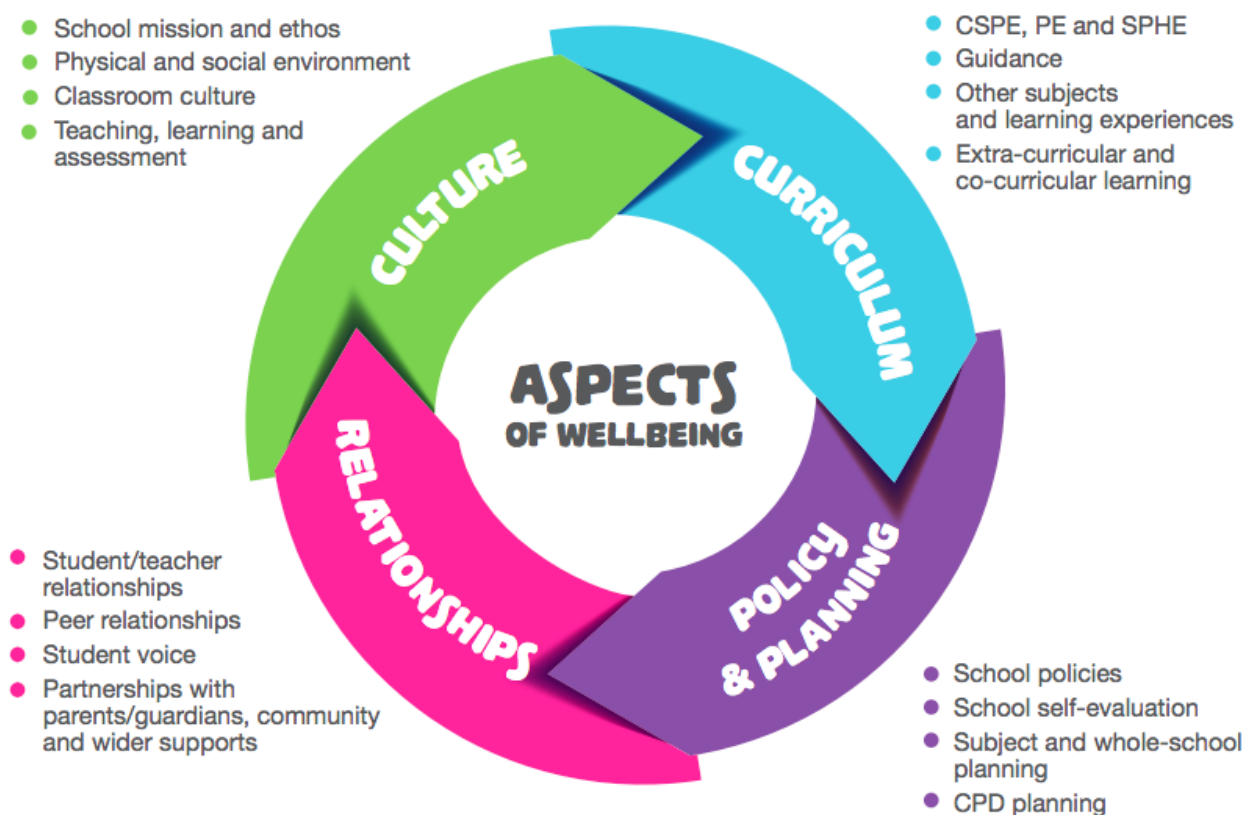 School mission and ethos
Physical and social environment
Classroom culture
Teaching, learning and
assessment
CULTURE
CSPE, PE and SPHE
Guidance
Other subjects
and learning experiences
Extra-curricular and
co-curricular learning
CURRICULUM
ASPECTS
OF WELLBEING
RELATIONSHIPS
Student/teacher
relationships
Peer relationships
Student voice
Partnerships with
parents/guardians, community
and wider supports
POLICY
& PLANNING
School policies
School self-evaluation
Subject and whole-school
planning
CPD planning